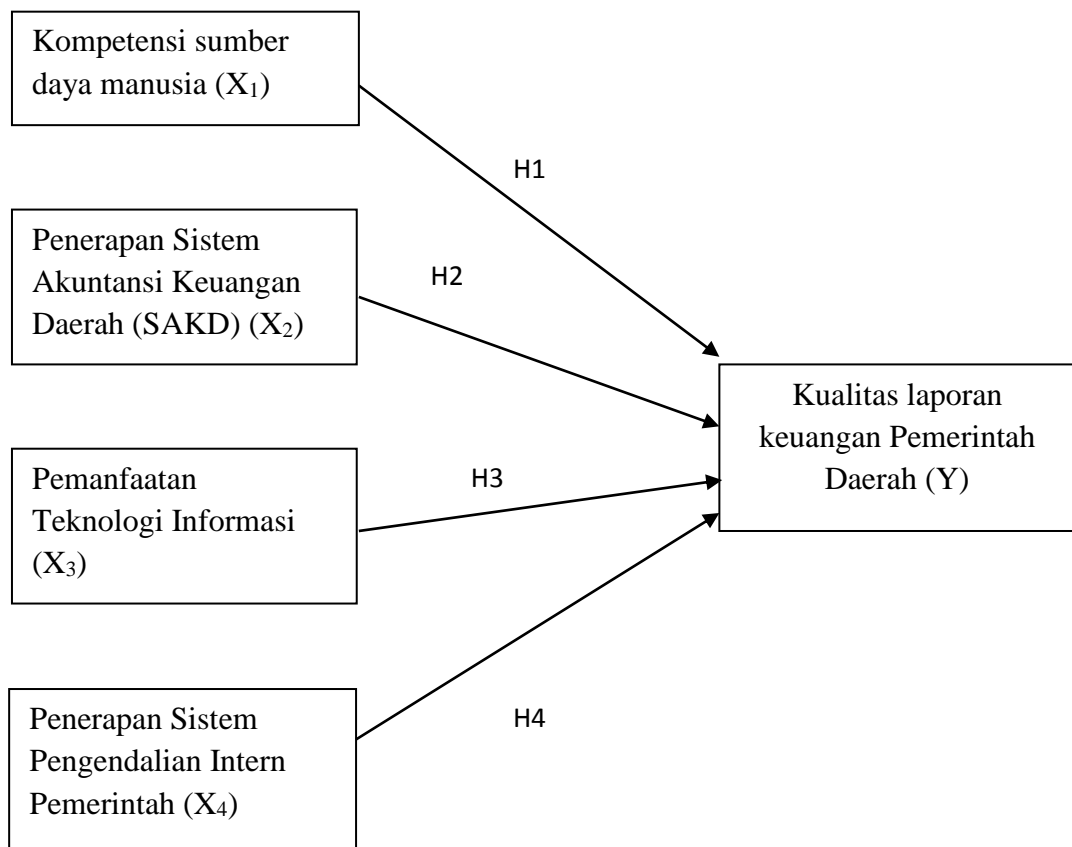 Kompetensi sumber
daya manusia (X₁)
H1
Penerapan Sistem
Akuntansi Keuangan
Daerah (SAKD) (X₂)
H2
Kualitas laporan
keuangan Pemerintah
Daerah (Y)
Pemanfaatan
Teknologi Informasi
(X₃)
H3
Penerapan Sistem
Pengendalian Intern
Pemerintah (X₄)
H4